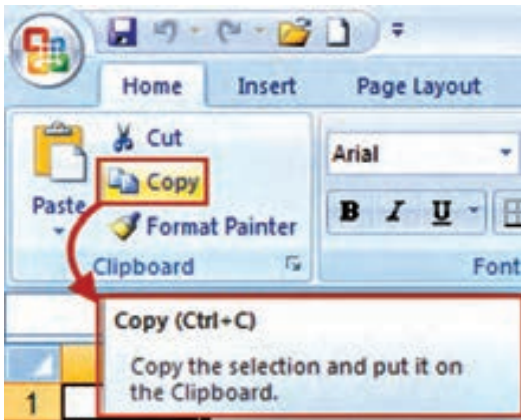 Home Insert Page Layout
Cut
Copy
Paste
Format Painter
Clipboard
Arial
B I U
Font
Copy (Ctrl+C)
Copy the selection and put it on
the Clipboard.
1